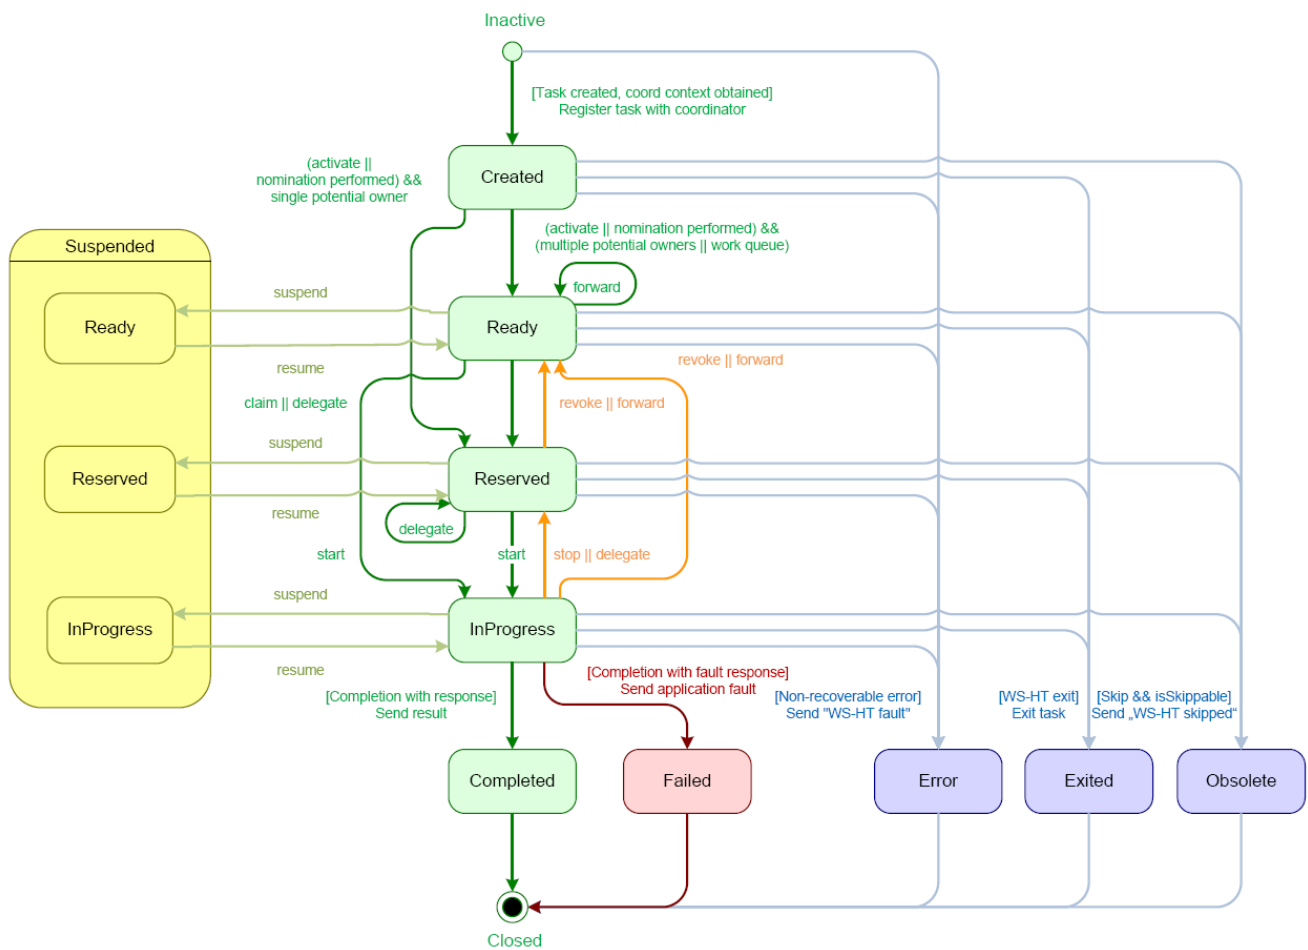 Inactive
[Task created, coord context obtained]
Register task with coordinator
(activate ||
nomination performed) &&
single potential owner
Created
(activate || nomination performed) &&
(multiple potential owners || work queue)
Suspended
suspend
forward
Ready
Ready
resume
revoke || forward
claim || delegate
revoke || forward
suspend
Reserved
Reserved
resume
delegate
start
start
stop || delegate
suspend
InProgress
InProgress
resume
[Completion with response]
Send result
[Completion with fault response]
Send application fault
[Non-recoverable error]
Send "WS-HT fault"
[WS-HT exit]
Exit task
[Skip && isSkippable]
Send „WS-HT skipped“
Completed
Failed
Error
Exited
Obsolete
Closed